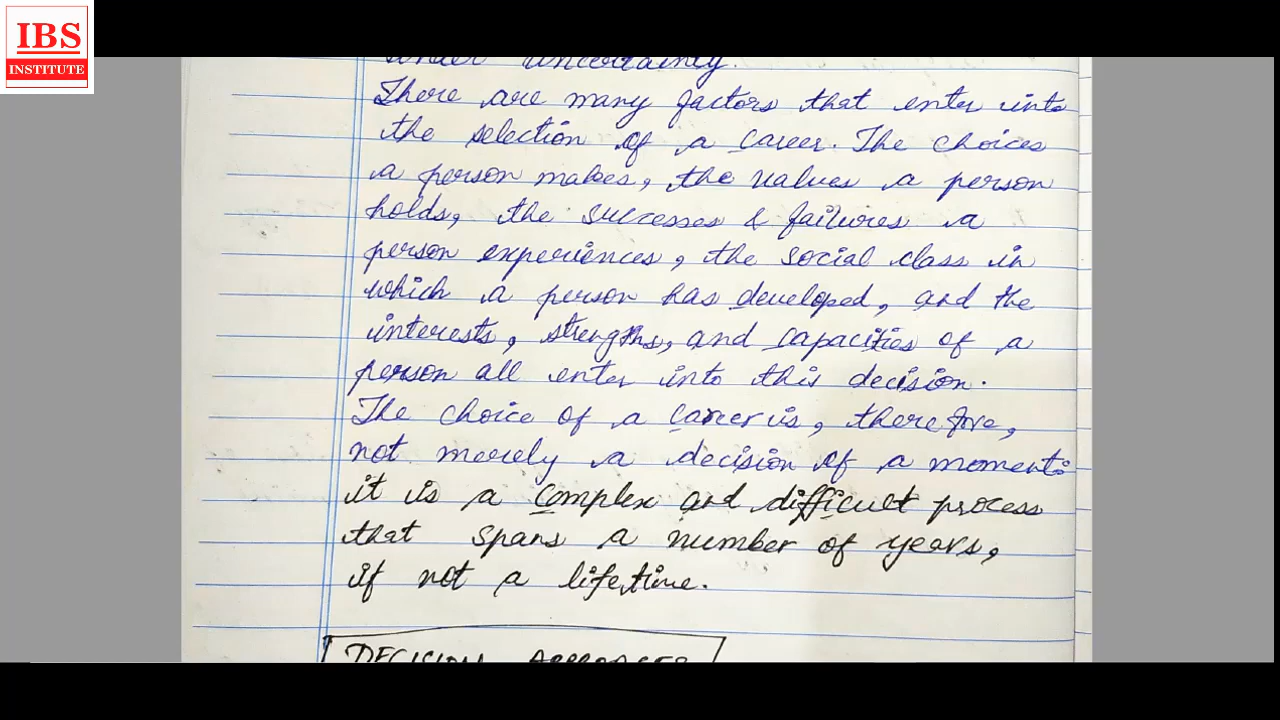 IBS
INSTITUTE
under uncertainty.
There are many factors that enter into
the selection of a career. The choices
a person makes, the values a person
holds, the successes & failures a
person experiences, the social class in
which a person has developed, and the
interests, strengths, and capacities of a
person all enter into this decision.
The choice of a career is, therefore,
not merely a decision of a moment:
it is a complex and difficult process
that spans a number of years,
if not a lifetime.
DECISION